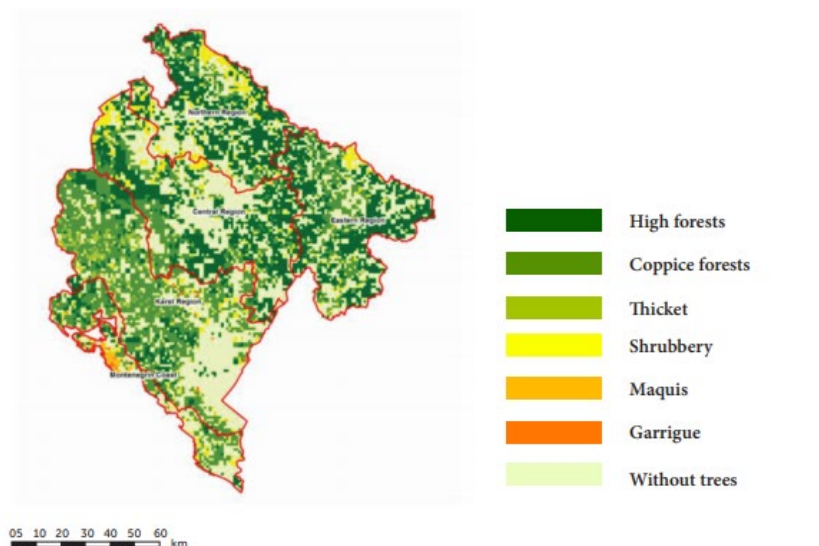 Northern Region
Central Region
Eastern Region
Karst Region
Montenegrin Coast
High forests
Coppice forests
Thicket
Shrubbery
Maquis
Garrigue
Without trees
05 10 20 30 40 50 60
km